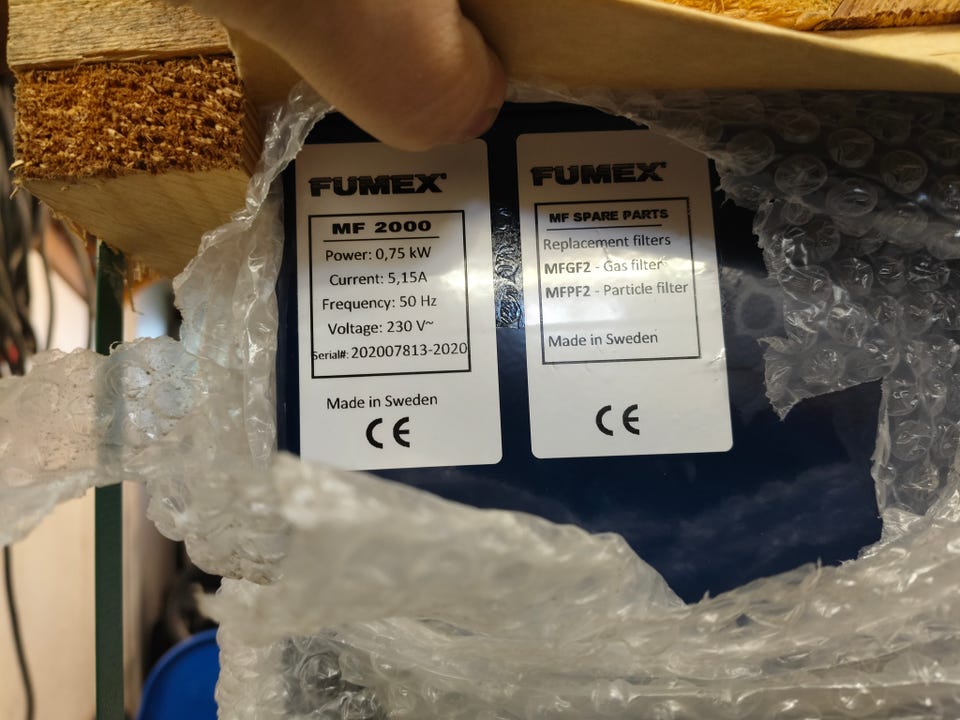 FUMEX®
MF 2000
Power: 0,75 kW
Current: 5,15A
Frequency: 50 Hz
Voltage: 230 V~
Serial#: 202007813-2020
Made in Sweden
CE
FUMEX®
MF SPARE PARTS
Replacement filters
MFGF2 - Gas filter
MFPF2 - Particle filter
Made in Sweden
CE